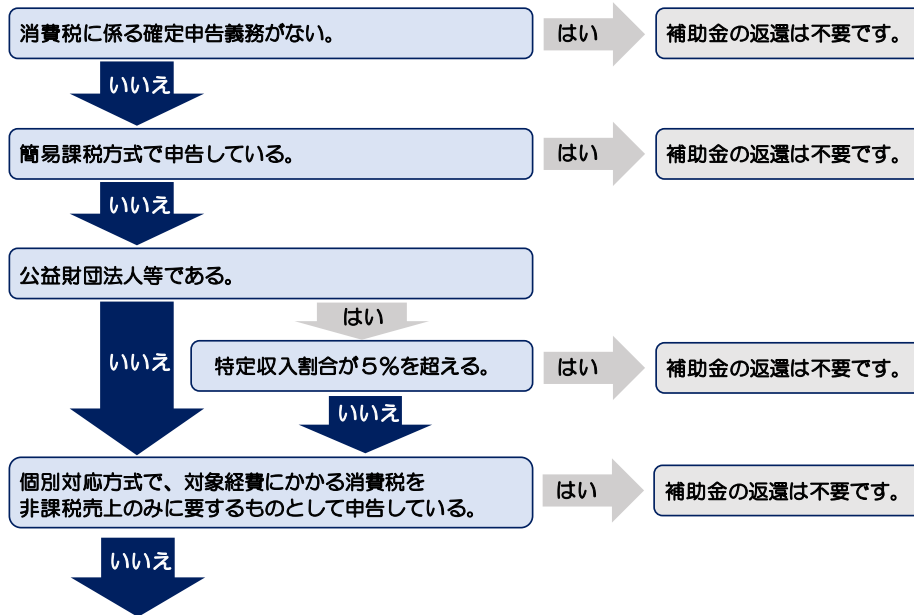 消費税に係る確定申告義務がない。
はい
補助金の返還は不要です。
いいえ
簡易課税方式で申告している。
はい
補助金の返還は不要です。
いいえ
公益財団法人等である。
はい
いいえ
特定収入割合が5%を超える。
はい
補助金の返還は不要です。
いいえ
個別対応方式で、対象経費にかかる消費税を
非課税売上のみに要するものとして申告している。
はい
補助金の返還は不要です。
いいえ